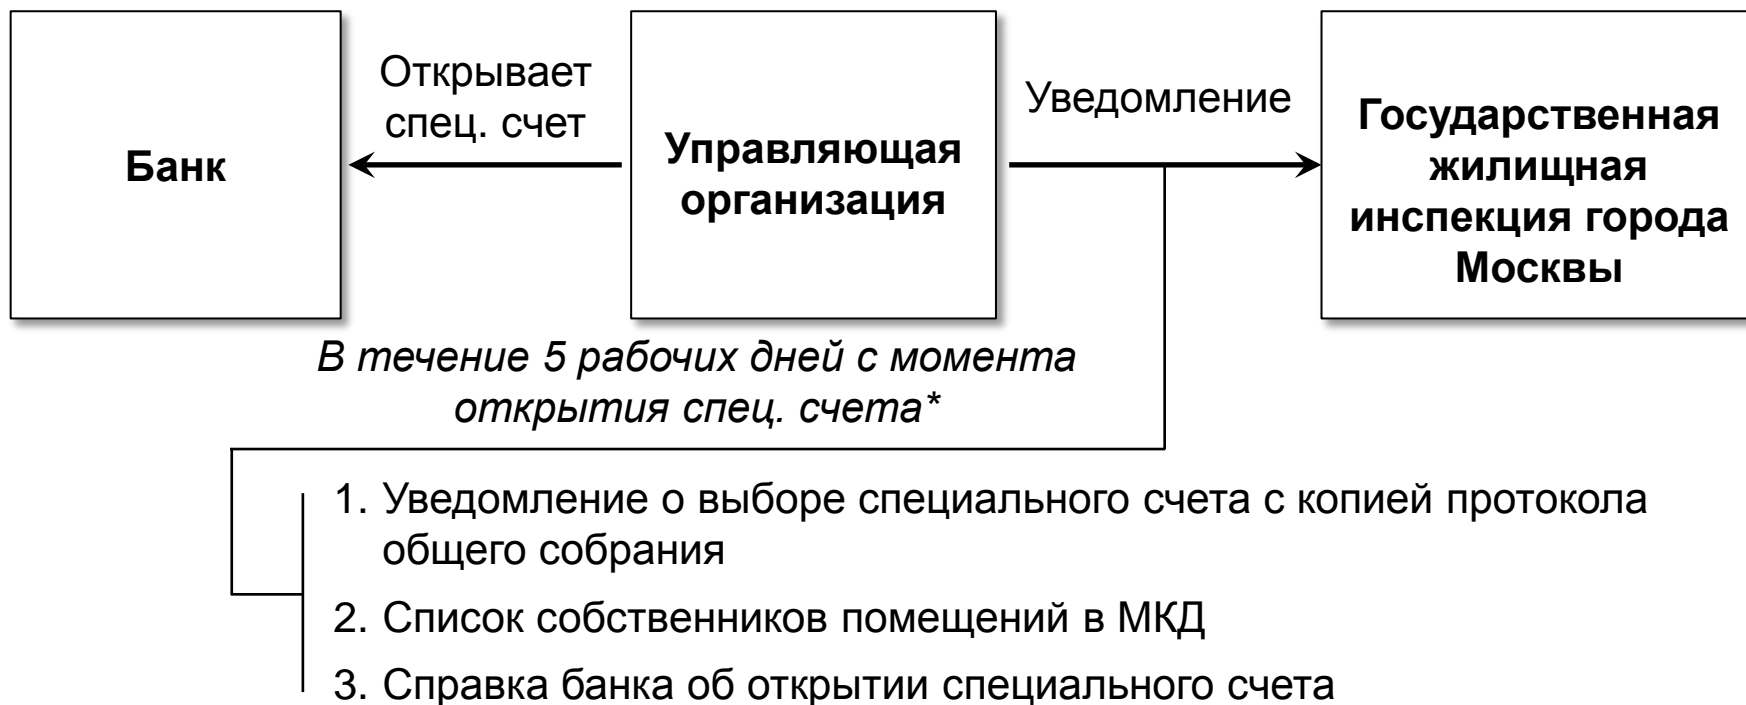 Банк
Открывает
спец. счет
Управляющая
организация
Уведомление
Государственная
жилищная
инспекция города
Москвы
В течение 5 рабочих дней с момента
открытия спец. счета*
1. Уведомление о выборе специального счета с копией протокола
общего собрания
2. Список собственников помещений в МКД
3. Справка банка об открытии специального счета